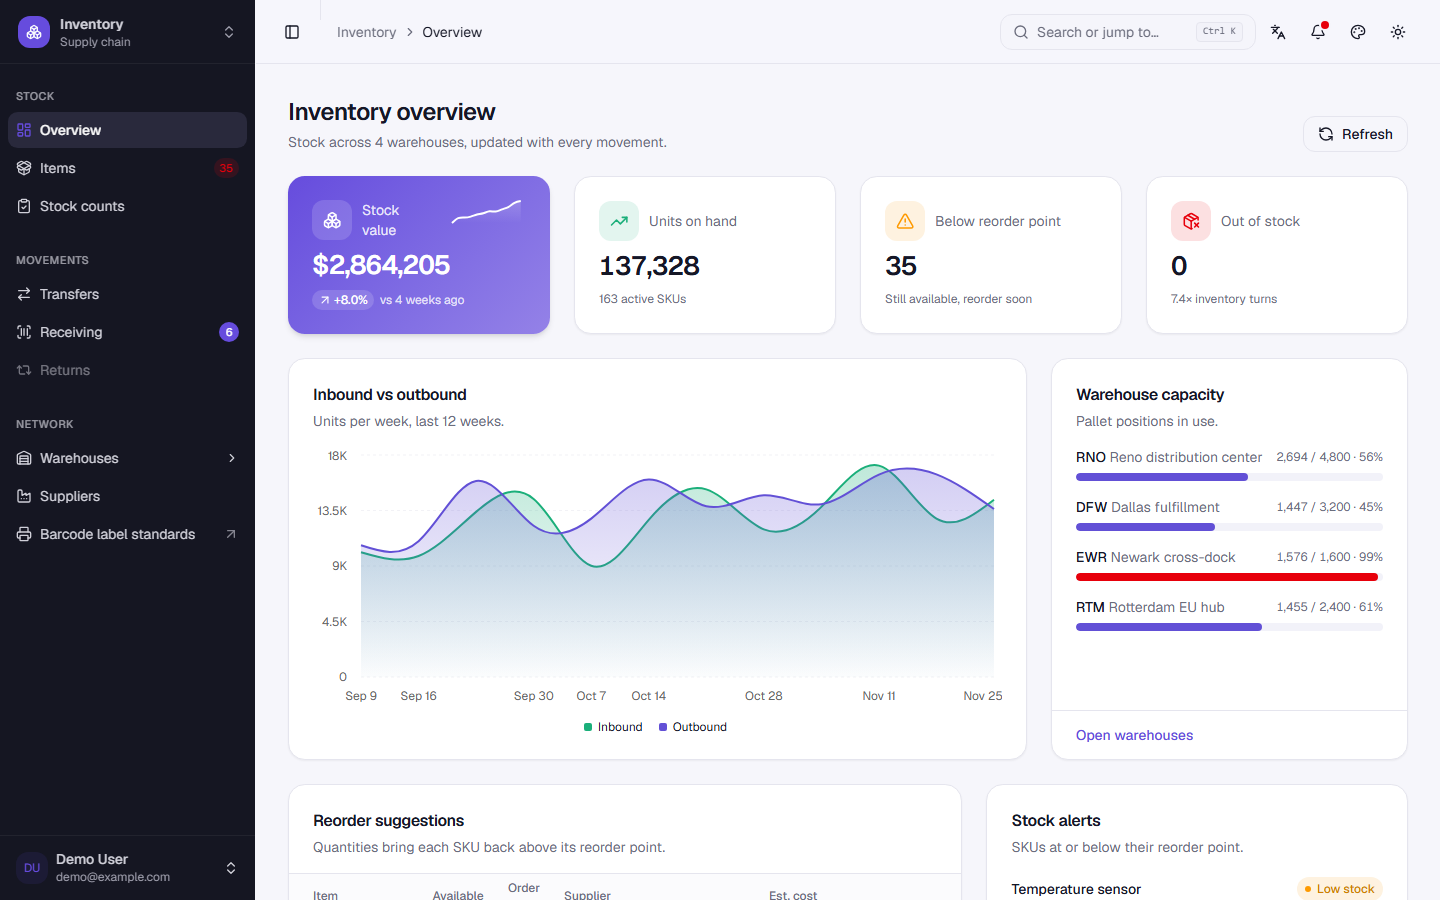 Inventory
Supply chain
STOCK
Overview
Items 35
Stock counts
MOVEMENTS
Transfers
Receiving 6
Returns
NETWORK
Warehouses
Suppliers
Barcode label standards
DU
Demo User
demo@example.com
Inventory > Overview
Search or jump to... Ctrl K
Inventory overview
Stock across 4 warehouses, updated with every movement.
Refresh
Stock value
$2,864,205
+8.0% vs 4 weeks ago
Units on hand
137,328
163 active SKUs
Below reorder point
35
Still available, reorder soon
Out of stock
0
7.4× inventory turns
Inbound vs outbound
Units per week, last 12 weeks.
18K
13.5K
9K
4.5K
0
Sep 9 Sep 16 Sep 30 Oct 7 Oct 14 Oct 28 Nov 11 Nov 25
Inbound Outbound
Warehouse capacity
Pallet positions in use.
RNO Reno distribution center 2,694 / 4,800 · 56%
DFW Dallas fulfillment 1,447 / 3,200 · 45%
EWR Newark cross-dock 1,576 / 1,600 · 99%
RTM Rotterdam EU hub 1,455 / 2,400 · 61%
Open warehouses
Reorder suggestions
Quantities bring each SKU back above its reorder point.
Item Available Order Supplier Est. cost
Stock alerts
SKUs at or below their reorder point.
Temperature sensor Low stock